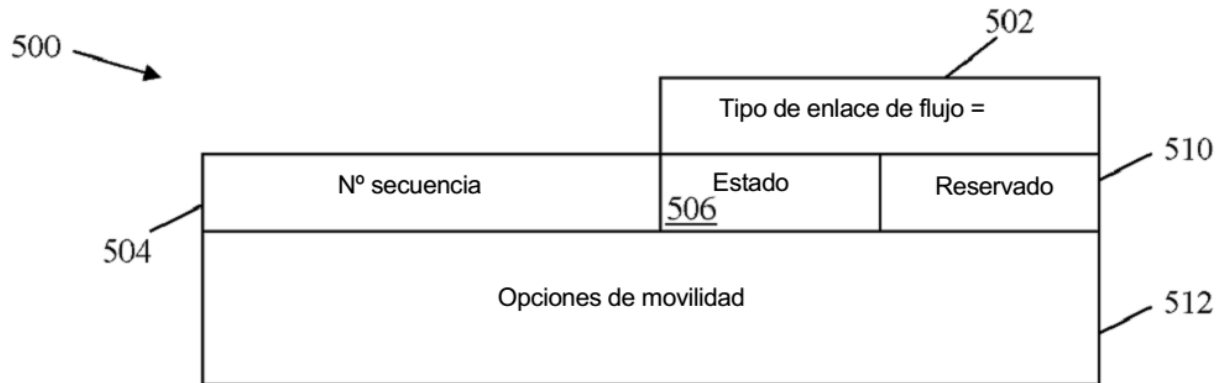 502
500
Tipo de enlace de flujo =
510
Nº secuencia
Estado
Reservado
506
504
Opciones de movilidad
512